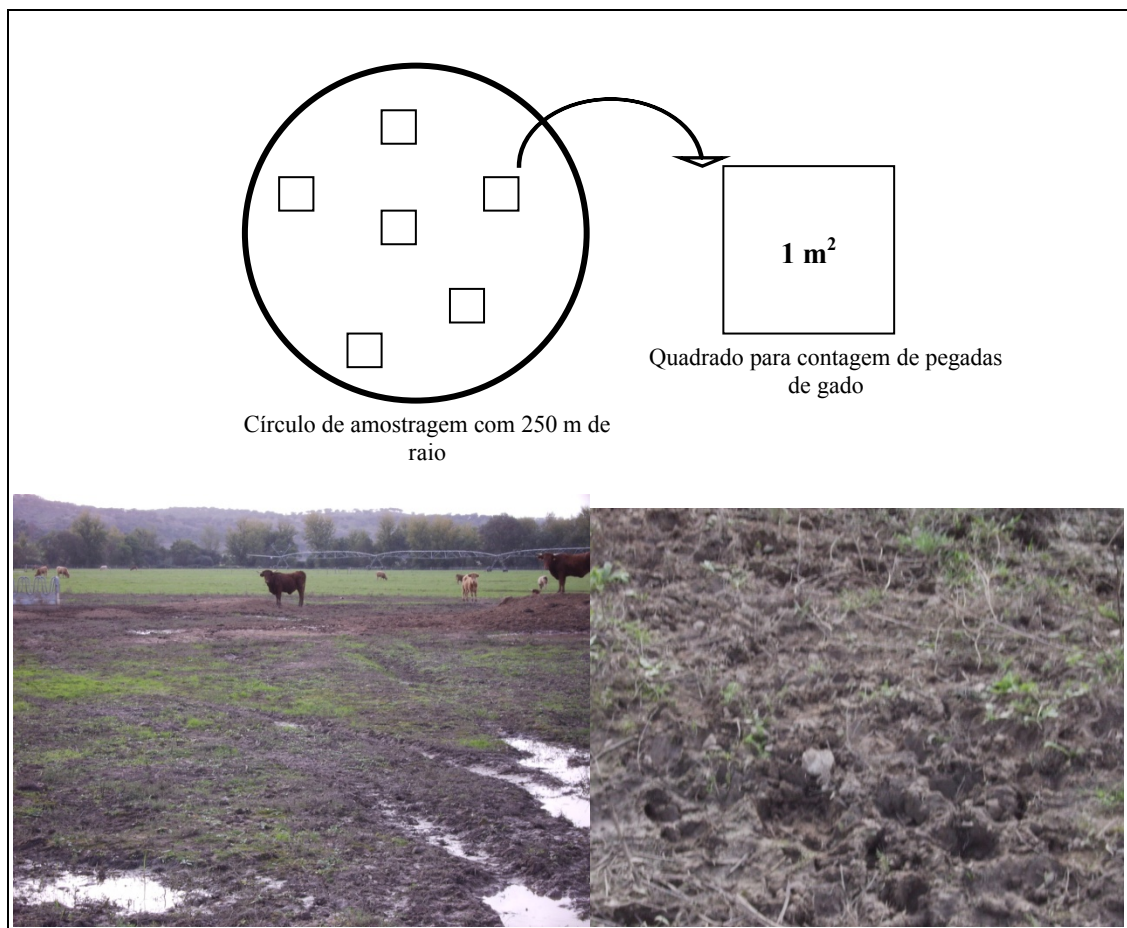 1 m²
Quadrado para contagem de pegadas
de gado
Círculo de amostragem com 250 m de
raio